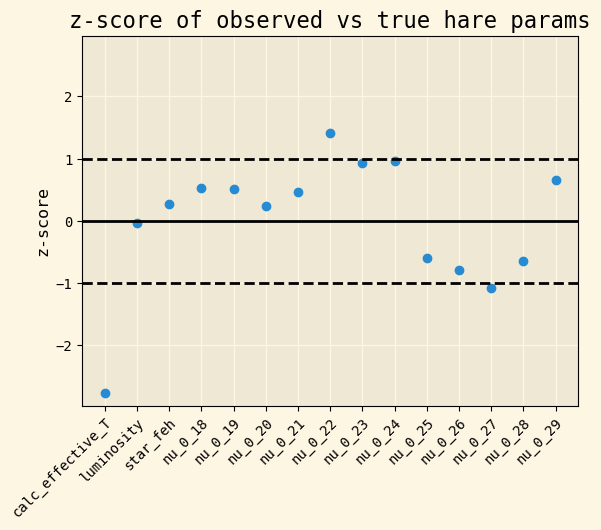 z-score of observed vs true hare params
z-score
2
1
0
−1
−2
calc_effective_T
luminosity
star_feh
nu_0_18
nu_0_19
nu_0_20
nu_0_21
nu_0_22
nu_0_23
nu_0_24
nu_0_25
nu_0_26
nu_0_27
nu_0_28
nu_0_29